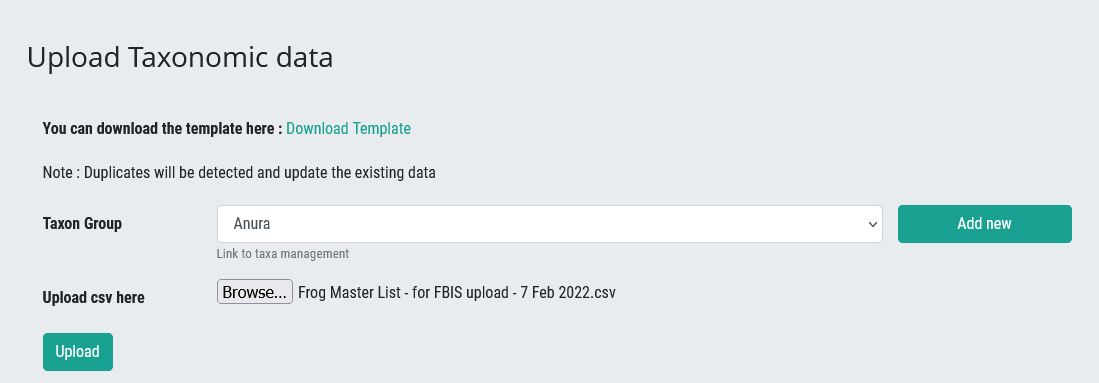 Upload Taxonomic data
You can download the template here : Download Template
Note : Duplicates will be detected and update the existing data
Taxon Group
Anura
Add new
Link to taxa management
Upload csv here
Browse... Frog Master List - for FBIS upload - 7 Feb 2022.csv
Upload